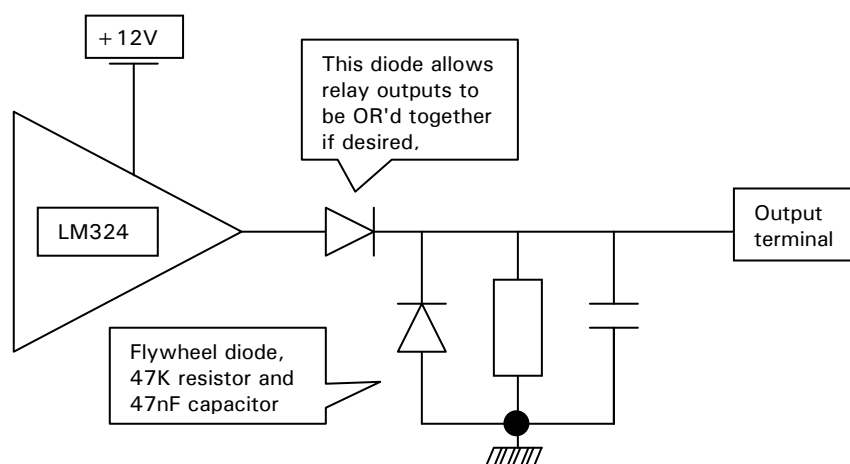 +12V
This diode allows
relay outputs to
be OR'd together
if desired.
LM324
Output
terminal
Flywheel diode,
47K resistor and
47nF capacitor